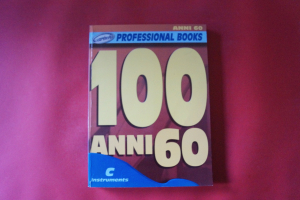 ANNI 60
PROFESSIONAL BOOKS
100
ANNI 60
C
instruments